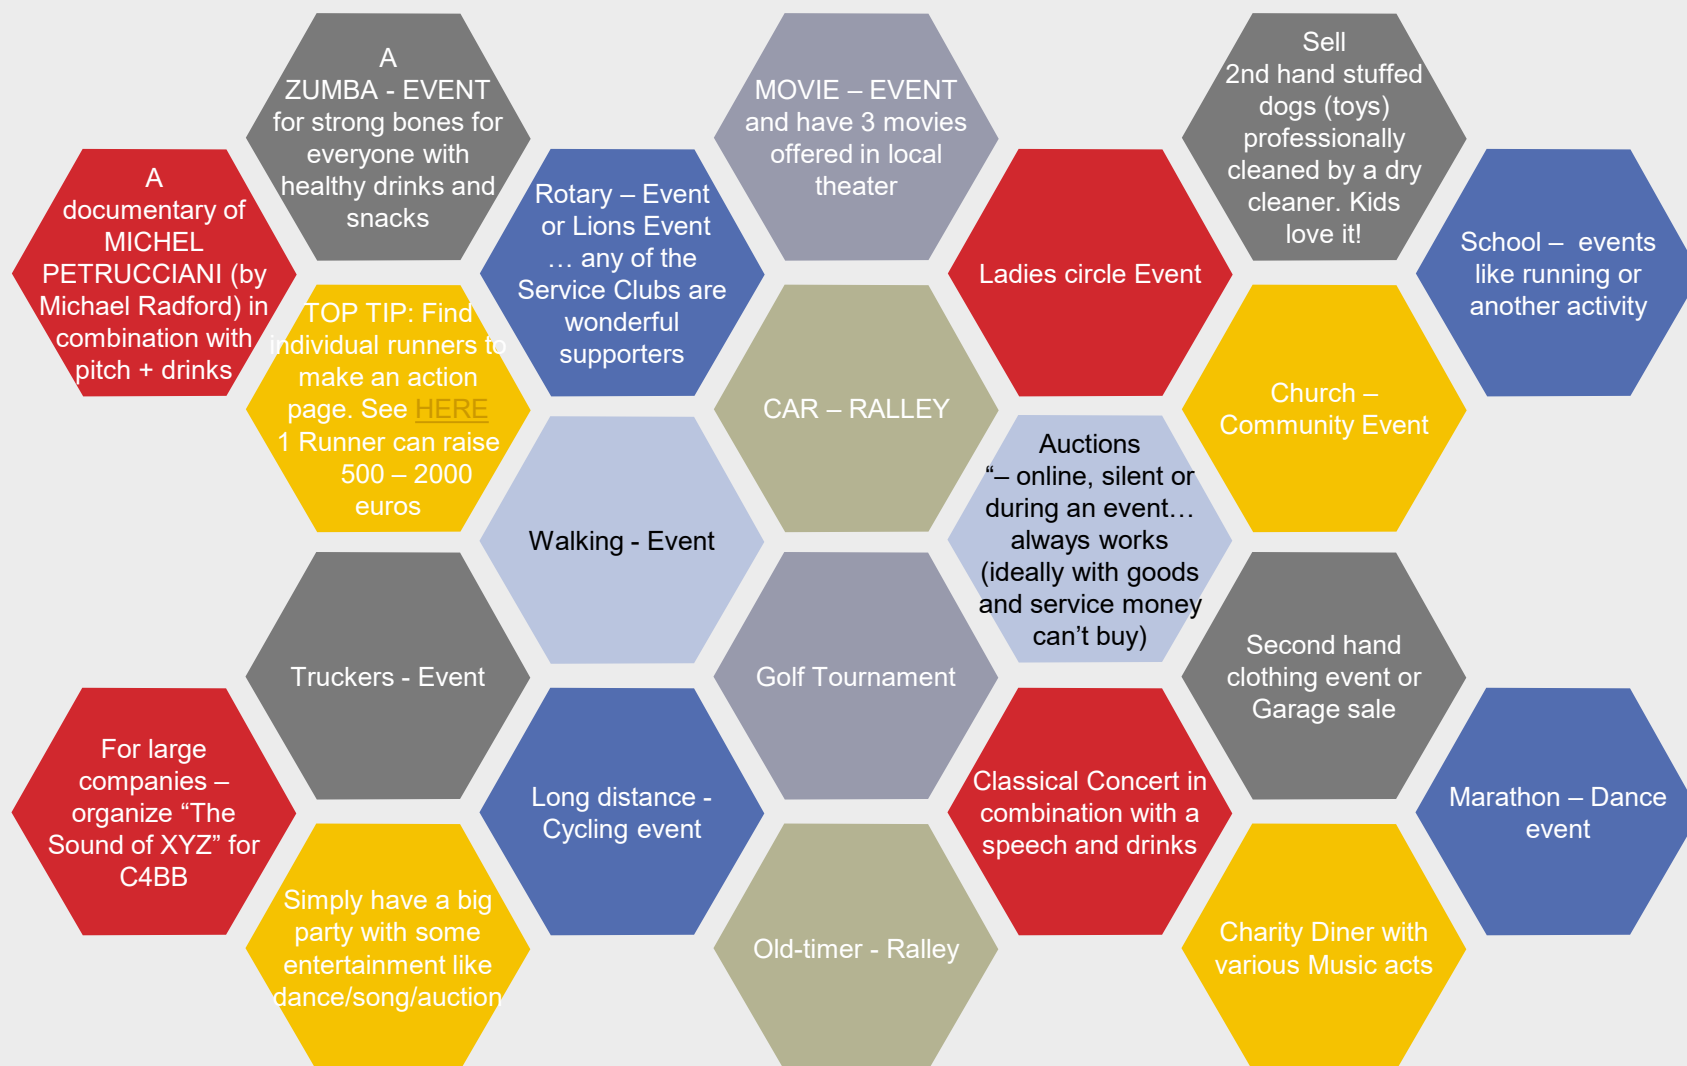 A
ZUMBA - EVENT
for strong bones for
everyone with
healthy drinks and
snacks
MOVIE – EVENT
and have 3 movies
offered in local
theater
Sell
2nd hand stuffed
dogs (toys)
professionally
cleaned by a dry
cleaner. Kids
love it!
A
documentary of
MICHEL
PETRUCCIANI (by
Michael Radford) in
combination with
pitch + drinks
Rotary – Event
or Lions Event
… any of the
Service Clubs are
wonderful
supporters
Ladies circle Event
School – events
like running or
another activity
TOP TIP: Find
individual runners to
make an action
page. See HERE
1 Runner can raise
500 – 2000
euros
CAR – RALLEY
Church –
Community Event
Walking - Event
Auctions
“– online, silent or
during an event…
always works
(ideally with goods
and service money
can’t buy)
Truckers - Event
Golf Tournament
Second hand
clothing event or
Garage sale
For large
companies –
organize “The
Sound of XYZ” for
C4BB
Long distance -
Cycling event
Classical Concert in
combination with a
speech and drinks
Marathon – Dance
event
Simply have a big
party with some
entertainment like
dance/song/auction
Old-timer - Ralley
Charity Diner with
various Music acts